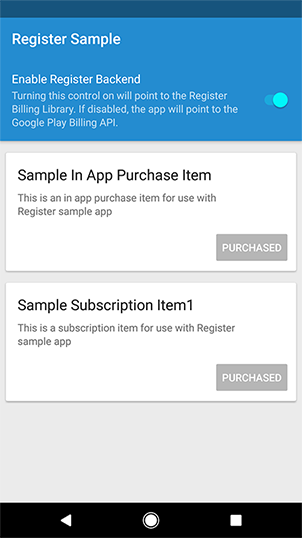 Register Sample
Enable Register Backend
Turning this control on will point to the Register
Billing Library. If disabled, the app will point to the
Google Play Billing API.
Sample In App Purchase Item
This is an in app purchase item for use with
Register sample app
PURCHASED
Sample Subscription Item1
This is a subscription item for use with Register
sample app
PURCHASED